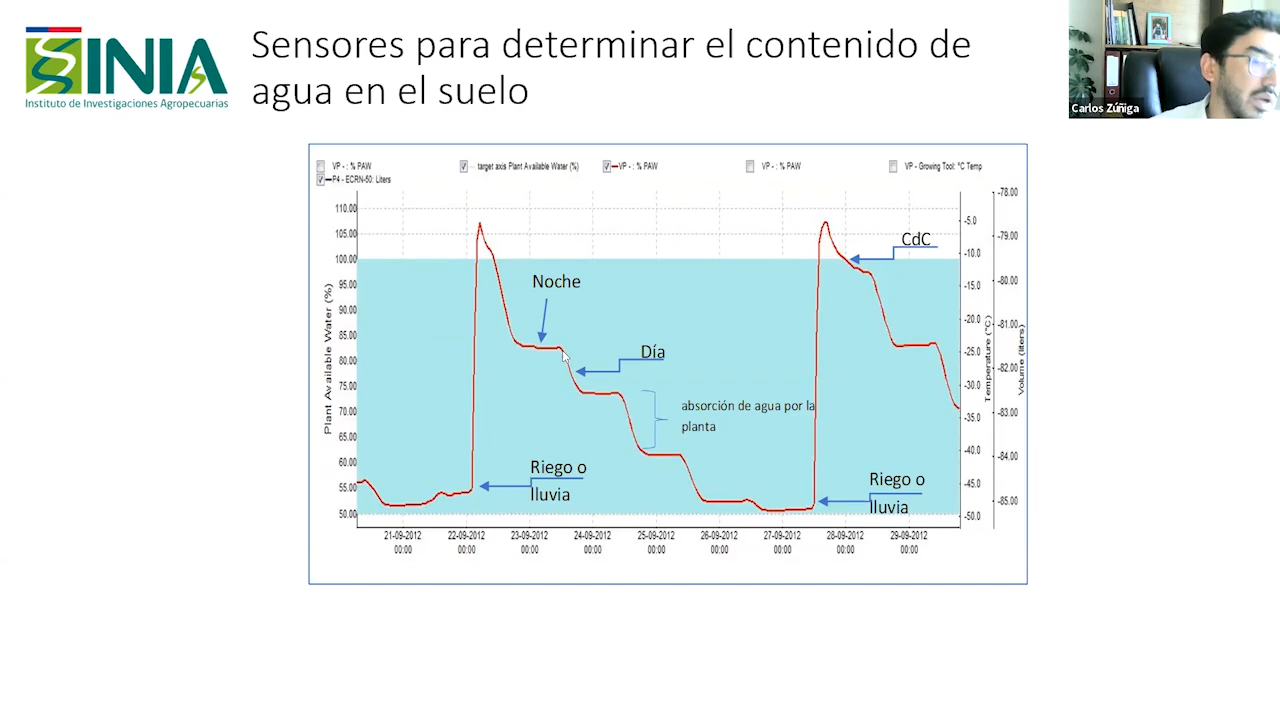 INIA
Instituto de Investigaciones Agropecuarias
Sensores para determinar el contenido de
agua en el suelo
Carlos Zúñiga
VP - : % PAW
target axis Plant Available Water (%)
VP - : % PAW
VP - : % PAW
VP - Growing Tool: °C Temp
P4 - ECRN-50: Liters
Plant Available Water (%)
110.00
105.00
100.00
95.00
90.00
85.00
80.00
75.00
70.00
65.00
60.00
55.00
50.00
CdC
Noche
Día
absorción de agua por la
planta
Riego o
lluvia
Riego o
lluvia
-5.0
-10.0
-15.0
-20.0
-25.0
-30.0
-35.0
-40.0
-45.0
-50.0
Temperature (°C)
-78.00
-79.00
-80.00
-81.00
-82.00
-83.00
-84.00
-85.00
Volume (liters)
21-09-2012 22-09-2012 23-09-2012 24-09-2012 25-09-2012 26-09-2012 27-09-2012 28-09-2012 29-09-2012
00:00 00:00 00:00 00:00 00:00 00:00 00:00 00:00 00:00